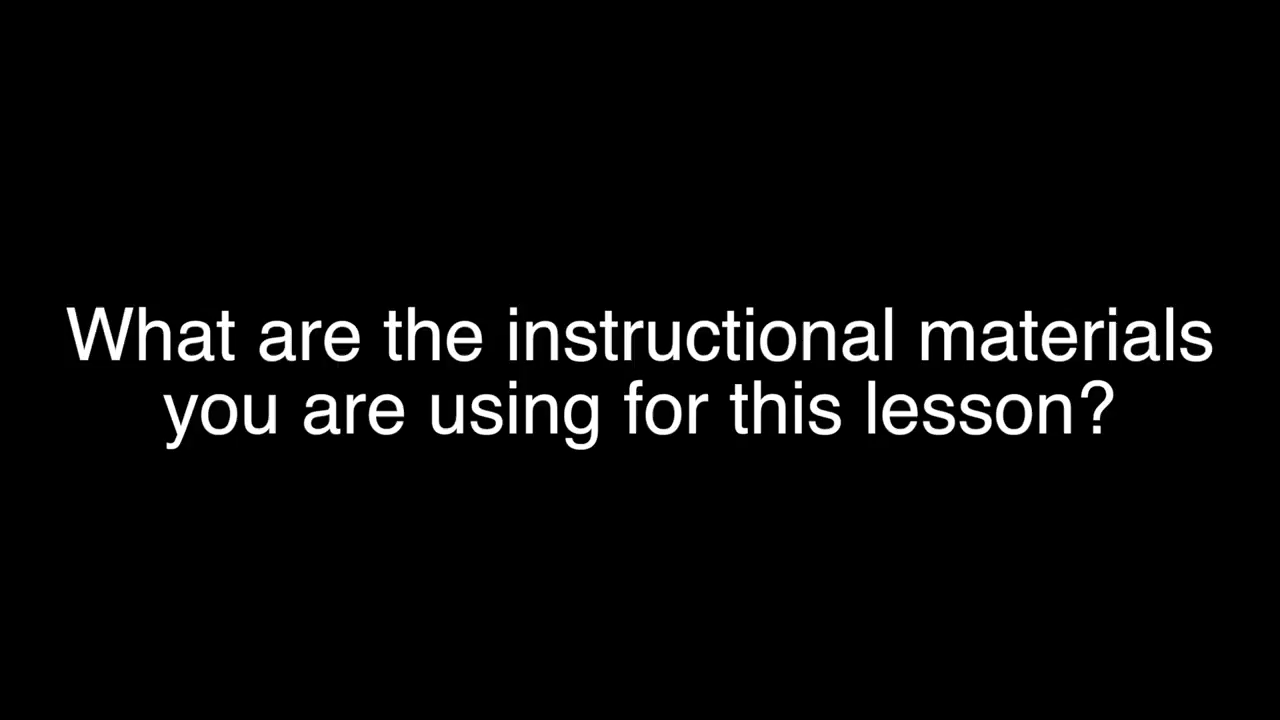 What are the instructional materials
you are using for this lesson?